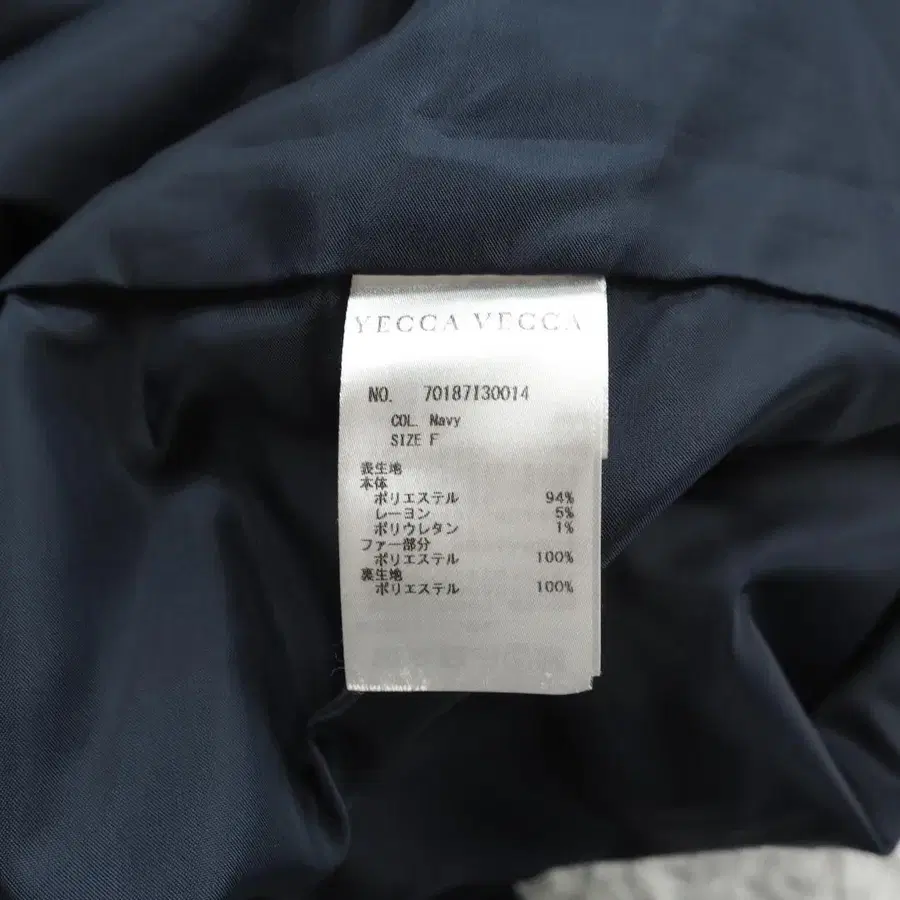 YECCA VECCA
NO. 70187I30014
COL. Navy
SIZE F
表生地
本体
ポリエステル 94%
レーヨン 5%
ポリウレタン 1%
ファー部分
ポリエステル 100%
裏生地
ポリエステル 100%